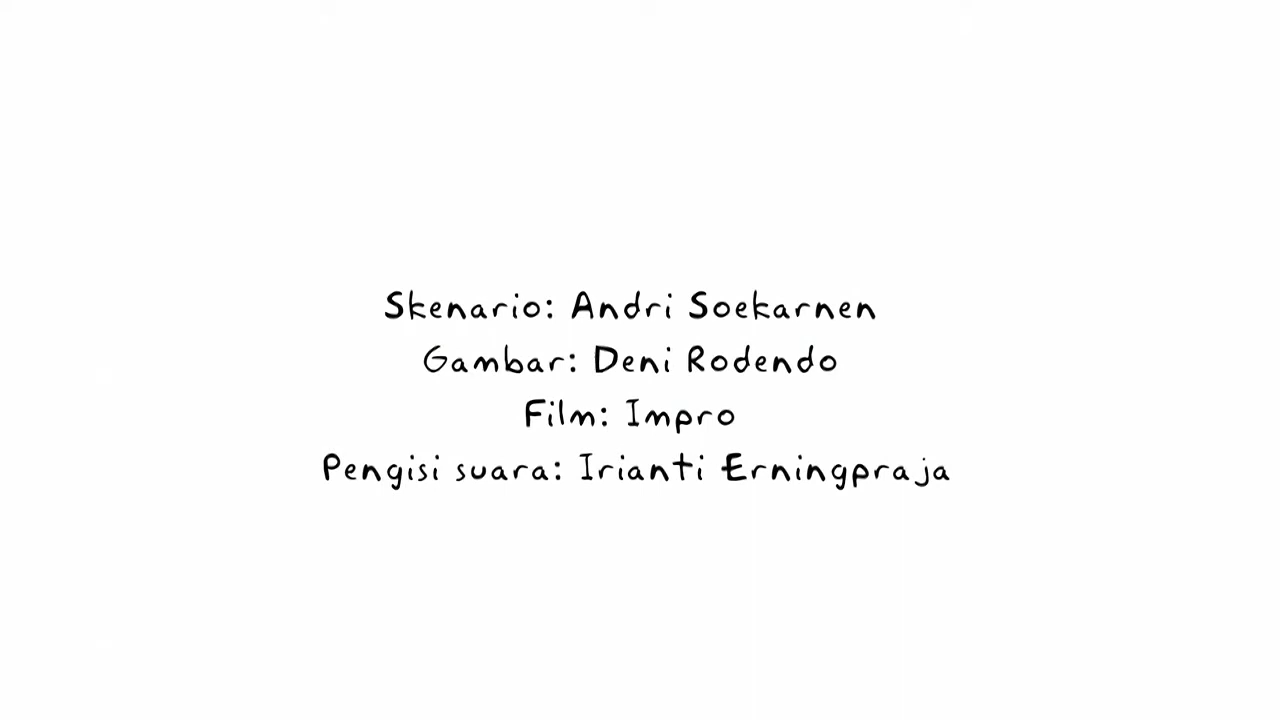 Skenario: Andri Soekarnen
Gambar: Deni Rodendo
Film: Impro
Pengisi suara: Irianti Erningpraja